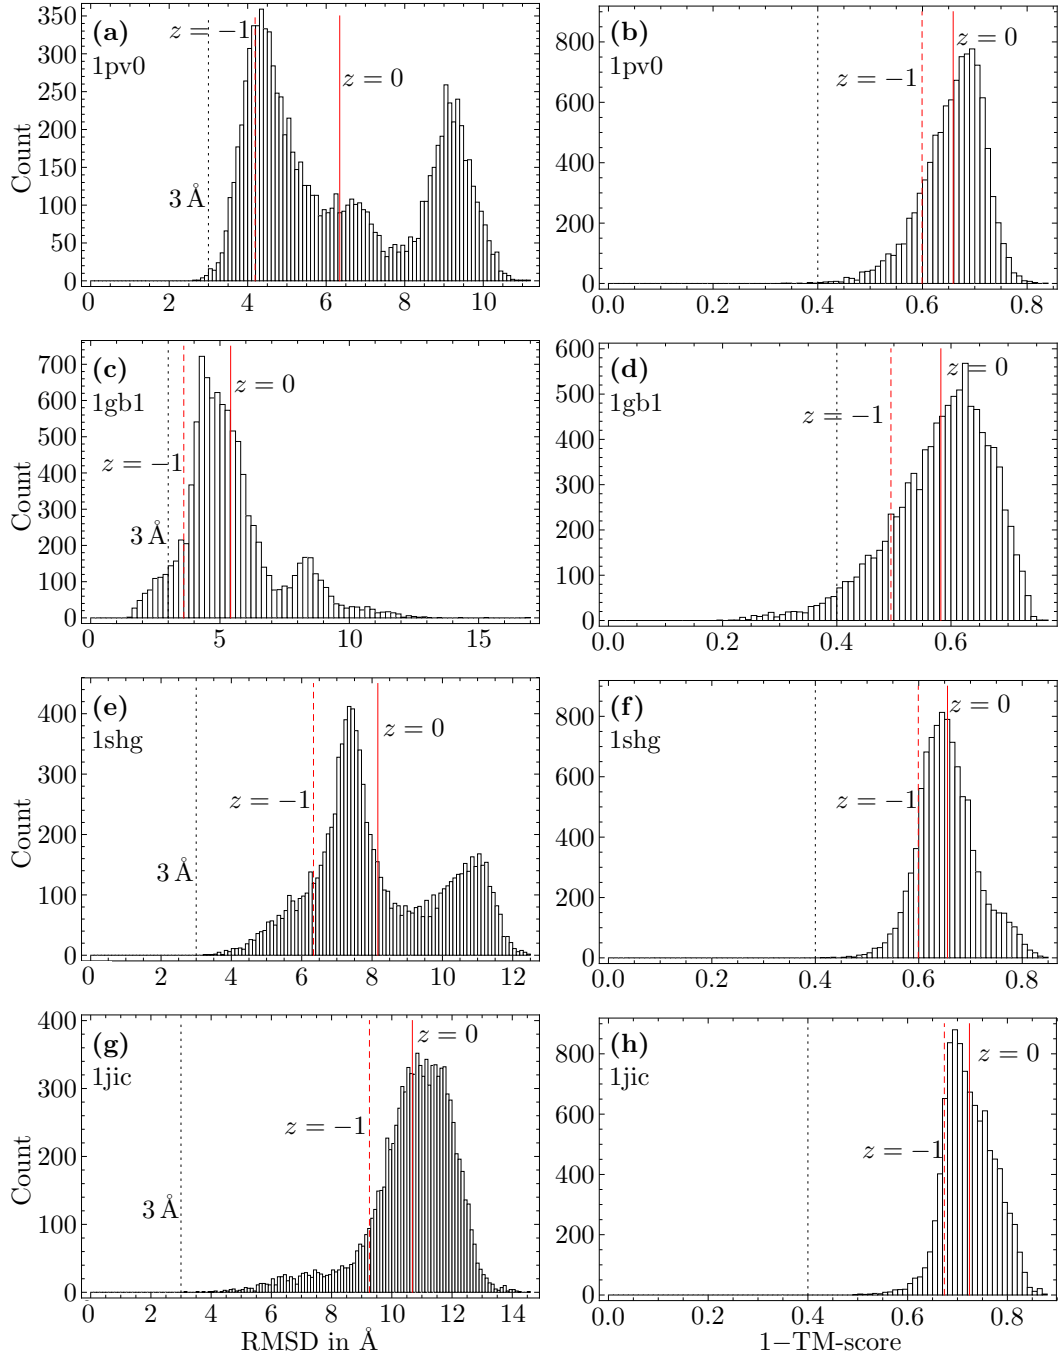 (a)
1pv0
z = −1
z = 0
3 Å
Count
350
300
250
200
150
100
50
0
0 2 4 6 8 10
(b)
1pv0
z = 0
z = −1
800
600
400
200
0
0.0 0.2 0.4 0.6 0.8
(c)
1gb1
z = 0
z = −1
3 Å
Count
700
600
500
400
300
200
100
0
0 5 10 15
(d)
1gb1
z = 0
z = −1
600
500
400
300
200
100
0
0.0 0.2 0.4 0.6
(e)
1shg
z = 0
z = −1
3 Å
Count
400
300
200
100
0
0 2 4 6 8 10 12
(f)
1shg
z = 0
z = −1
800
600
400
200
0
0.0 0.2 0.4 0.6 0.8
(g)
1jic
z = 0
z = −1
3 Å
Count
400
300
200
100
0
0 2 4 6 8 10 12 14
RMSD in Å
(h)
1jic
z = 0
z = −1
800
600
400
200
0
0.0 0.2 0.4 0.6 0.8
1−TM-score